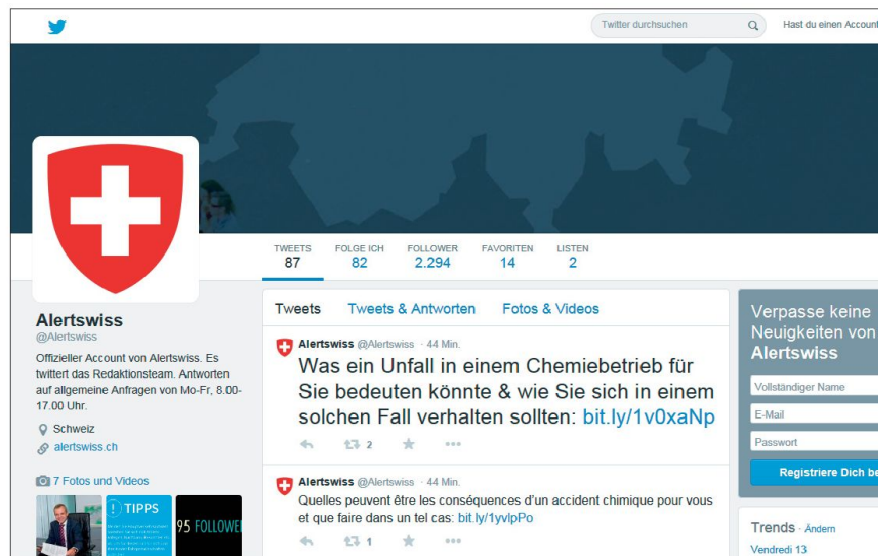 Twitter durchsuchen
Hast du einen Account
TWEETS FOLGE ICH FOLLOWER FAVORITEN LISTEN
87 82 2.294 14 2
Alertswiss
@Alertswiss
Offizieller Account von Alertswiss. Es
twittert das Redaktionsteam. Antworten
auf allgemeine Anfragen von Mo-Fr, 8.00-
17.00 Uhr.
Schweiz
alertswiss.ch
7 Fotos und Videos
TIPPS
95 FOLLOWE
Tweets Tweets & Antworten Fotos & Videos
Alertswiss @Alertswiss · 44 Min.
Was ein Unfall in einem Chemiebetrieb für
Sie bedeuten könnte & wie Sie sich in einem
solchen Fall verhalten sollten: bit.ly/1v0xaNp
2
Alertswiss @Alertswiss · 44 Min.
Quelles peuvent être les conséquences d'un accident chimique pour vous
et que faire dans un tel cas: bit.ly/1yvlpPo
1
Verpasse keine
Neuigkeiten von
Alertswiss
Vollständiger Name
E-Mail
Passwort
Registriere Dich be
Trends · Ändern
Vendredi 13